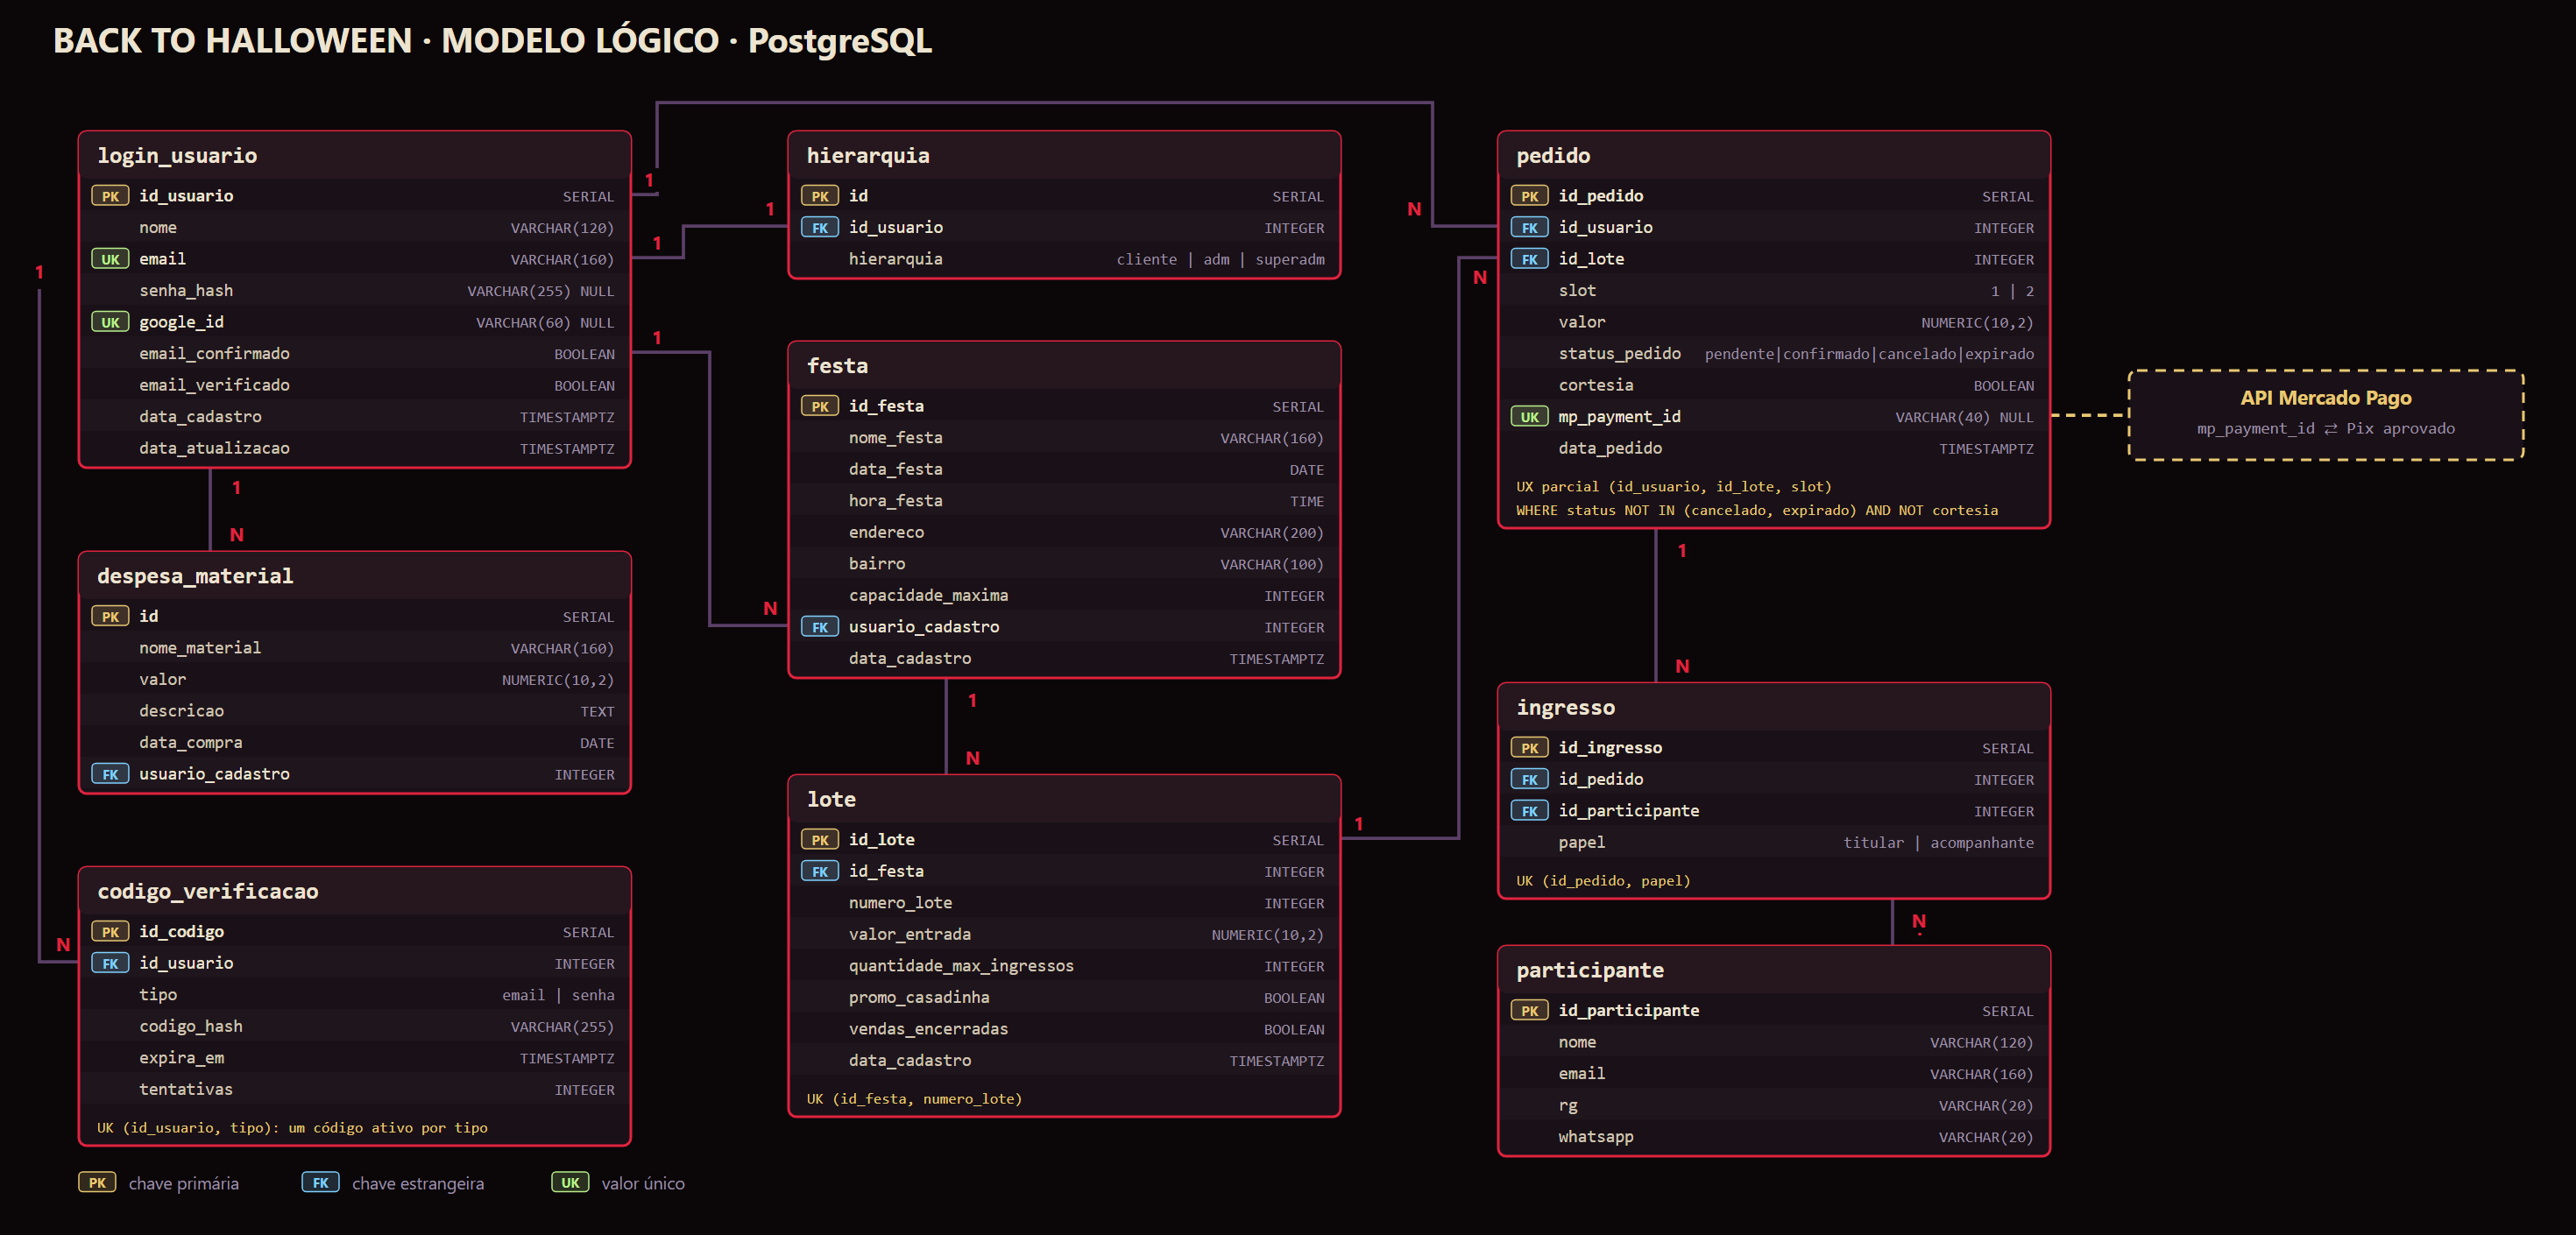 BACK TO HALLOWEEN · MODELO LÓGICO · PostgreSQL
login_usuario
PK id_usuario SERIAL
nome VARCHAR(120)
UK email VARCHAR(160)
senha_hash VARCHAR(255) NULL
UK google_id VARCHAR(60) NULL
email_confirmado BOOLEAN
email_verificado BOOLEAN
data_cadastro TIMESTAMPTZ
data_atualizacao TIMESTAMPTZ
1
1
1
1
1
N
despesa_material
PK id SERIAL
nome_material VARCHAR(160)
valor NUMERIC(10,2)
descricao TEXT
data_compra DATE
FK usuario_cadastro INTEGER
N
codigo_verificacao
PK id_codigo SERIAL
FK id_usuario INTEGER
tipo email | senha
codigo_hash VARCHAR(255)
expira_em TIMESTAMPTZ
tentativas INTEGER
UK (id_usuario, tipo): um código ativo por tipo
1
hierarquia
PK id SERIAL
FK id_usuario INTEGER
hierarquia cliente | adm | superadm
N
festa
PK id_festa SERIAL
nome_festa VARCHAR(160)
data_festa DATE
hora_festa TIME
endereco VARCHAR(200)
bairro VARCHAR(100)
capacidade_maxima INTEGER
FK usuario_cadastro INTEGER
data_cadastro TIMESTAMPTZ
1
N
lote
PK id_lote SERIAL
FK id_festa INTEGER
numero_lote INTEGER
valor_entrada NUMERIC(10,2)
quantidade_max_ingressos INTEGER
promo_casadinha BOOLEAN
vendas_encerradas BOOLEAN
data_cadastro TIMESTAMPTZ
UK (id_festa, numero_lote)
1
N
N
pedido
PK id_pedido SERIAL
FK id_usuario INTEGER
FK id_lote INTEGER
slot 1 | 2
valor NUMERIC(10,2)
status_pedido pendente|confirmado|cancelado|expirado
cortesia BOOLEAN
UK mp_payment_id VARCHAR(40) NULL
data_pedido TIMESTAMPTZ
UX parcial (id_usuario, id_lote, slot)
WHERE status NOT IN (cancelado, expirado) AND NOT cortesia
API Mercado Pago
mp_payment_id ⇄ Pix aprovado
1
N
ingresso
PK id_ingresso SERIAL
FK id_pedido INTEGER
FK id_participante INTEGER
papel titular | acompanhante
UK (id_pedido, papel)
N
participante
PK id_participante SERIAL
nome VARCHAR(120)
email VARCHAR(160)
rg VARCHAR(20)
whatsapp VARCHAR(20)
PK chave primária FK chave estrangeira UK valor único